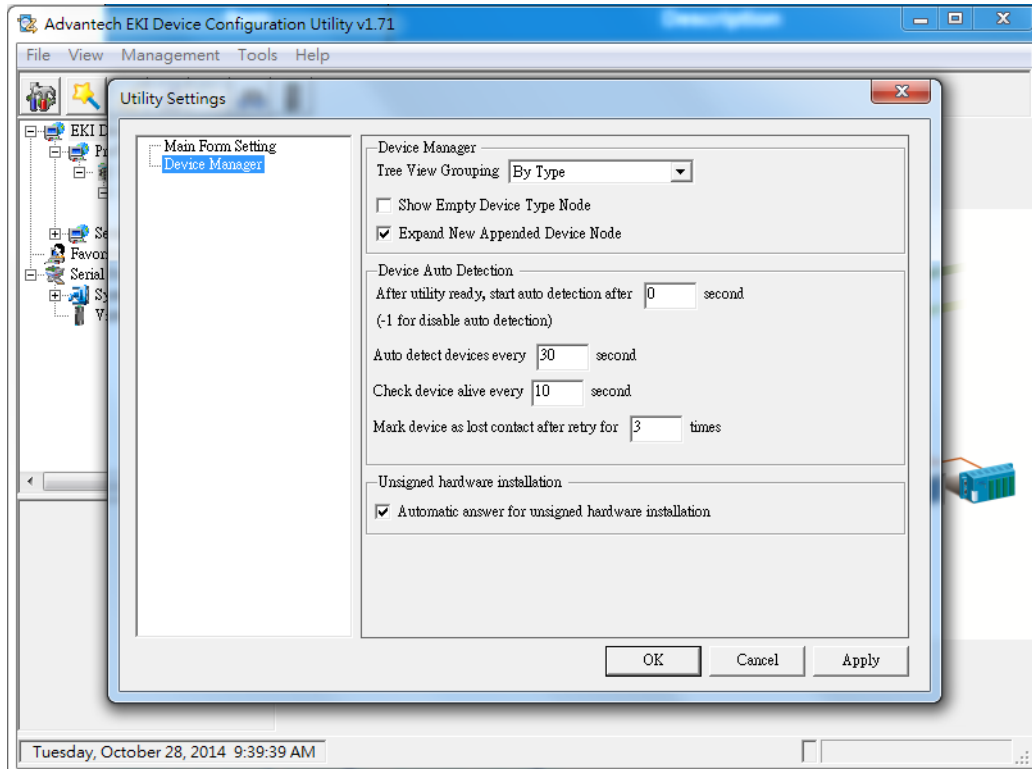 Description
Advantech EKI Device Configuration Utility v1.71
File View Management Tools Help
Utility Settings
EKI
Favor
Serial
Main Form Setting
Device Manager
Device Manager
Tree View Grouping By Type
Show Empty Device Type Node
Expand New Appended Device Node
Device Auto Detection
After utility ready, start auto detection after 0 second
(-1 for disable auto detection)
Auto detect devices every 30 second
Check device alive every 10 second
Mark device as lost contact after retry for 3 times
Unsigned hardware installation
Automatic answer for unsigned hardware installation
OK Cancel Apply
Tuesday, October 28, 2014 9:39:39 AM